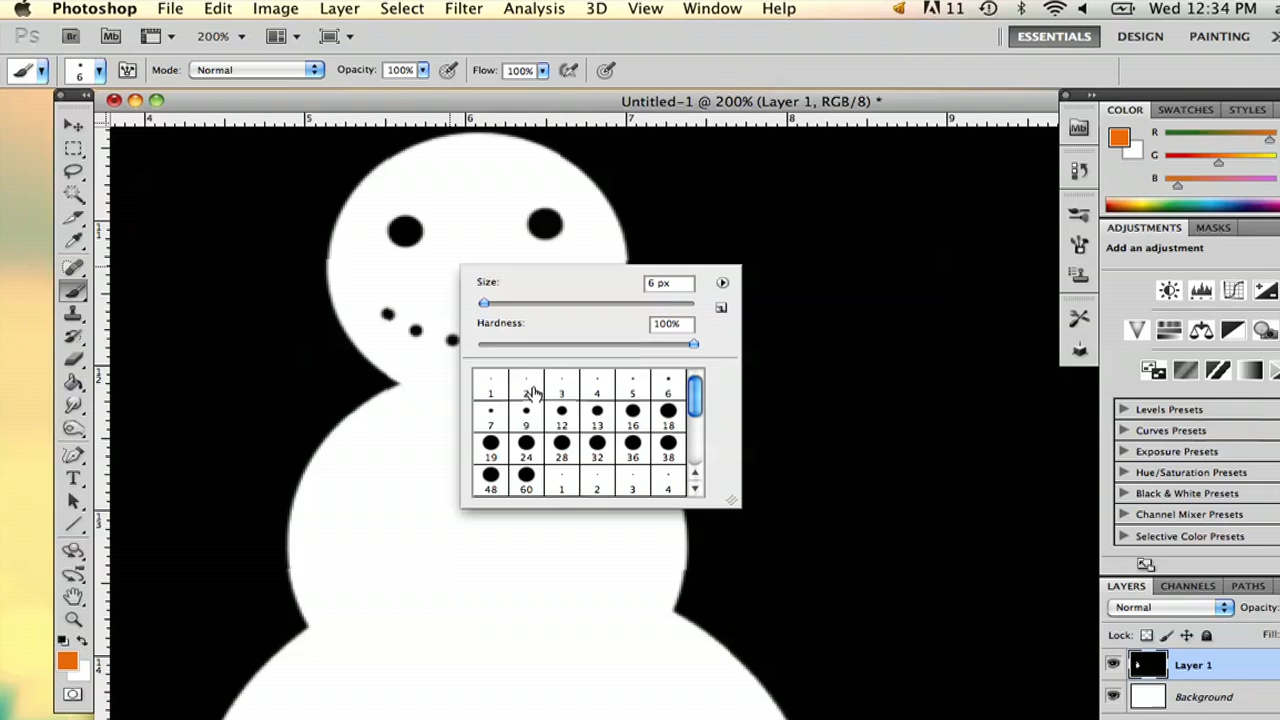 Photoshop File Edit Image Layer Select Filter Analysis 3D View Window Help 11 Wed 12:34 PM
Ps Br Mb 200% ESSENTIALS DESIGN PAINTING
6 Mode: Normal Opacity: 100% Flow: 100%
Untitled-1 @ 200% (Layer 1, RGB/8) *
4 5 6 7 8 9
COLOR SWATCHES STYLES
Mb
R
G
B
ADJUSTMENTS MASKS
Add an adjustment
Size: 6 px
Hardness: 100%
1 2 3 4 5 6
7 9 12 13 16 18
19 24 28 32 36 38
48 60 1 2 3 4
Levels Presets
Curves Presets
Exposure Presets
Hue/Saturation Presets
Black & White Presets
Channel Mixer Presets
Selective Color Presets
LAYERS CHANNELS PATHS
Normal Opacity:
Lock: Fill:
Layer 1
Background